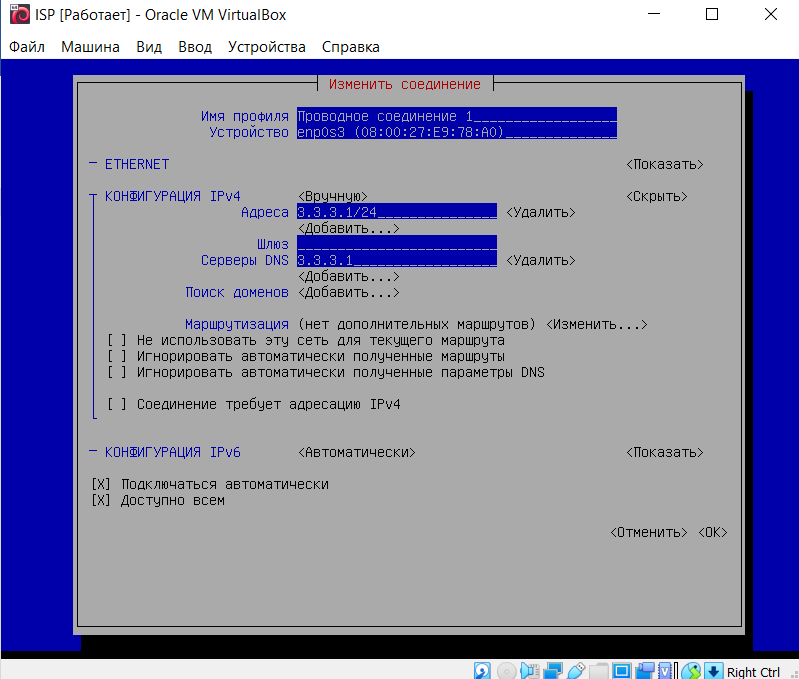 ISP [Работает] - Oracle VM VirtualBox
Файл Машина Вид Ввод Устройства Справка
Изменить соединение
Имя профиля Проводное соединение 1
Устройство enp0s3 (08:00:27:E9:78:A0)
ETHERNET <Показать>
КОНФИГУРАЦИЯ IPv4 <Вручную> <Скрыть>
Адреса 3.3.3.1/24 <Удалить>
<Добавить...>
Шлюз
Серверы DNS 3.3.3.1 <Удалить>
<Добавить...>
Поиск доменов <Добавить...>
Маршрутизация (нет дополнительных маршрутов) <Изменить...>
[ ] Не использовать эту сеть для текущего маршрута
[ ] Игнорировать автоматически полученные маршруты
[ ] Игнорировать автоматически полученные параметры DNS
[ ] Соединение требует адресацию IPv4
КОНФИГУРАЦИЯ IPv6 <Автоматически> <Показать>
[X] Подключаться автоматически
[X] Доступно всем
<Отменить> <OK>
Right Ctrl